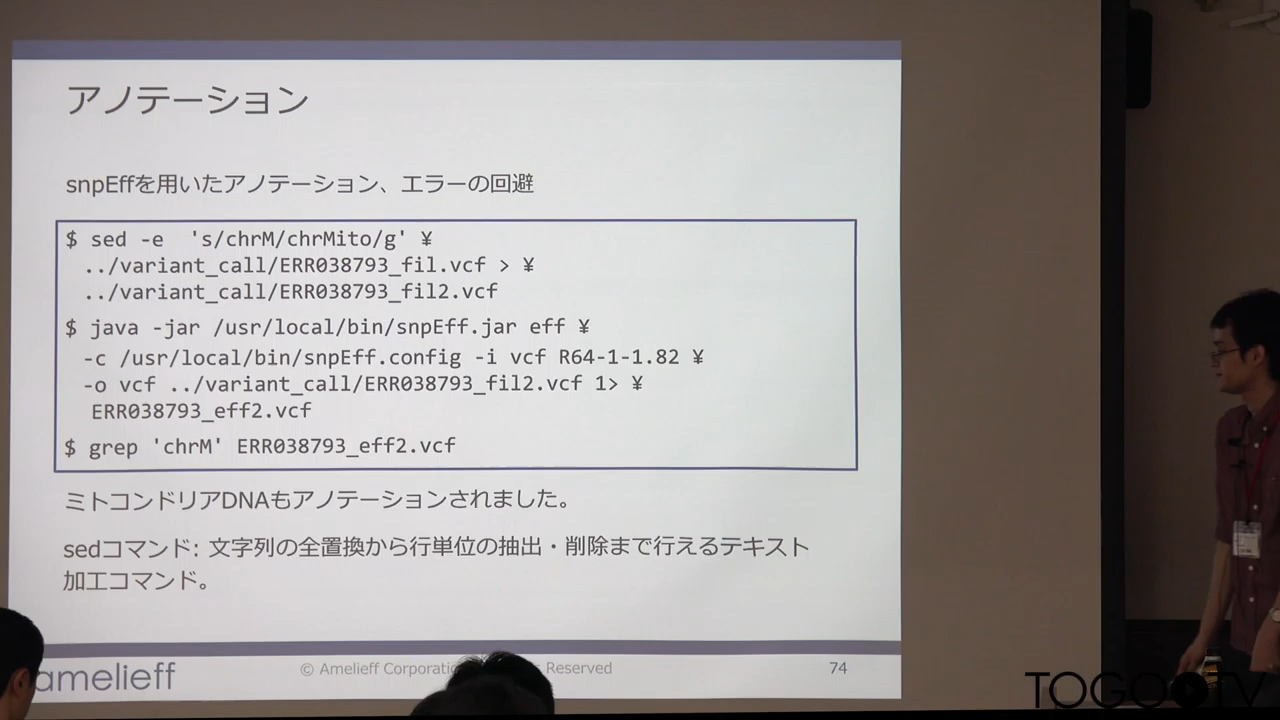 アノテーション
snpEffを用いたアノテーション、エラーの回避
$ sed -e 's/chrM/chrMito/g' ¥
../variant_call/ERR038793_fil.vcf > ¥
../variant_call/ERR038793_fil2.vcf
$ java -jar /usr/local/bin/snpEff.jar eff ¥
-c /usr/local/bin/snpEff.config -i vcf R64-1-1.82 ¥
-o vcf ../variant_call/ERR038793_fil2.vcf 1> ¥
ERR038793_eff2.vcf
$ grep 'chrM' ERR038793_eff2.vcf
ミトコンドリアDNAもアノテーションされました。
sedコマンド: 文字列の全置換から行単位の抽出・削除まで行えるテキスト
加工コマンド。
amelieff
© Amelieff Reserved
74
TOGOTV